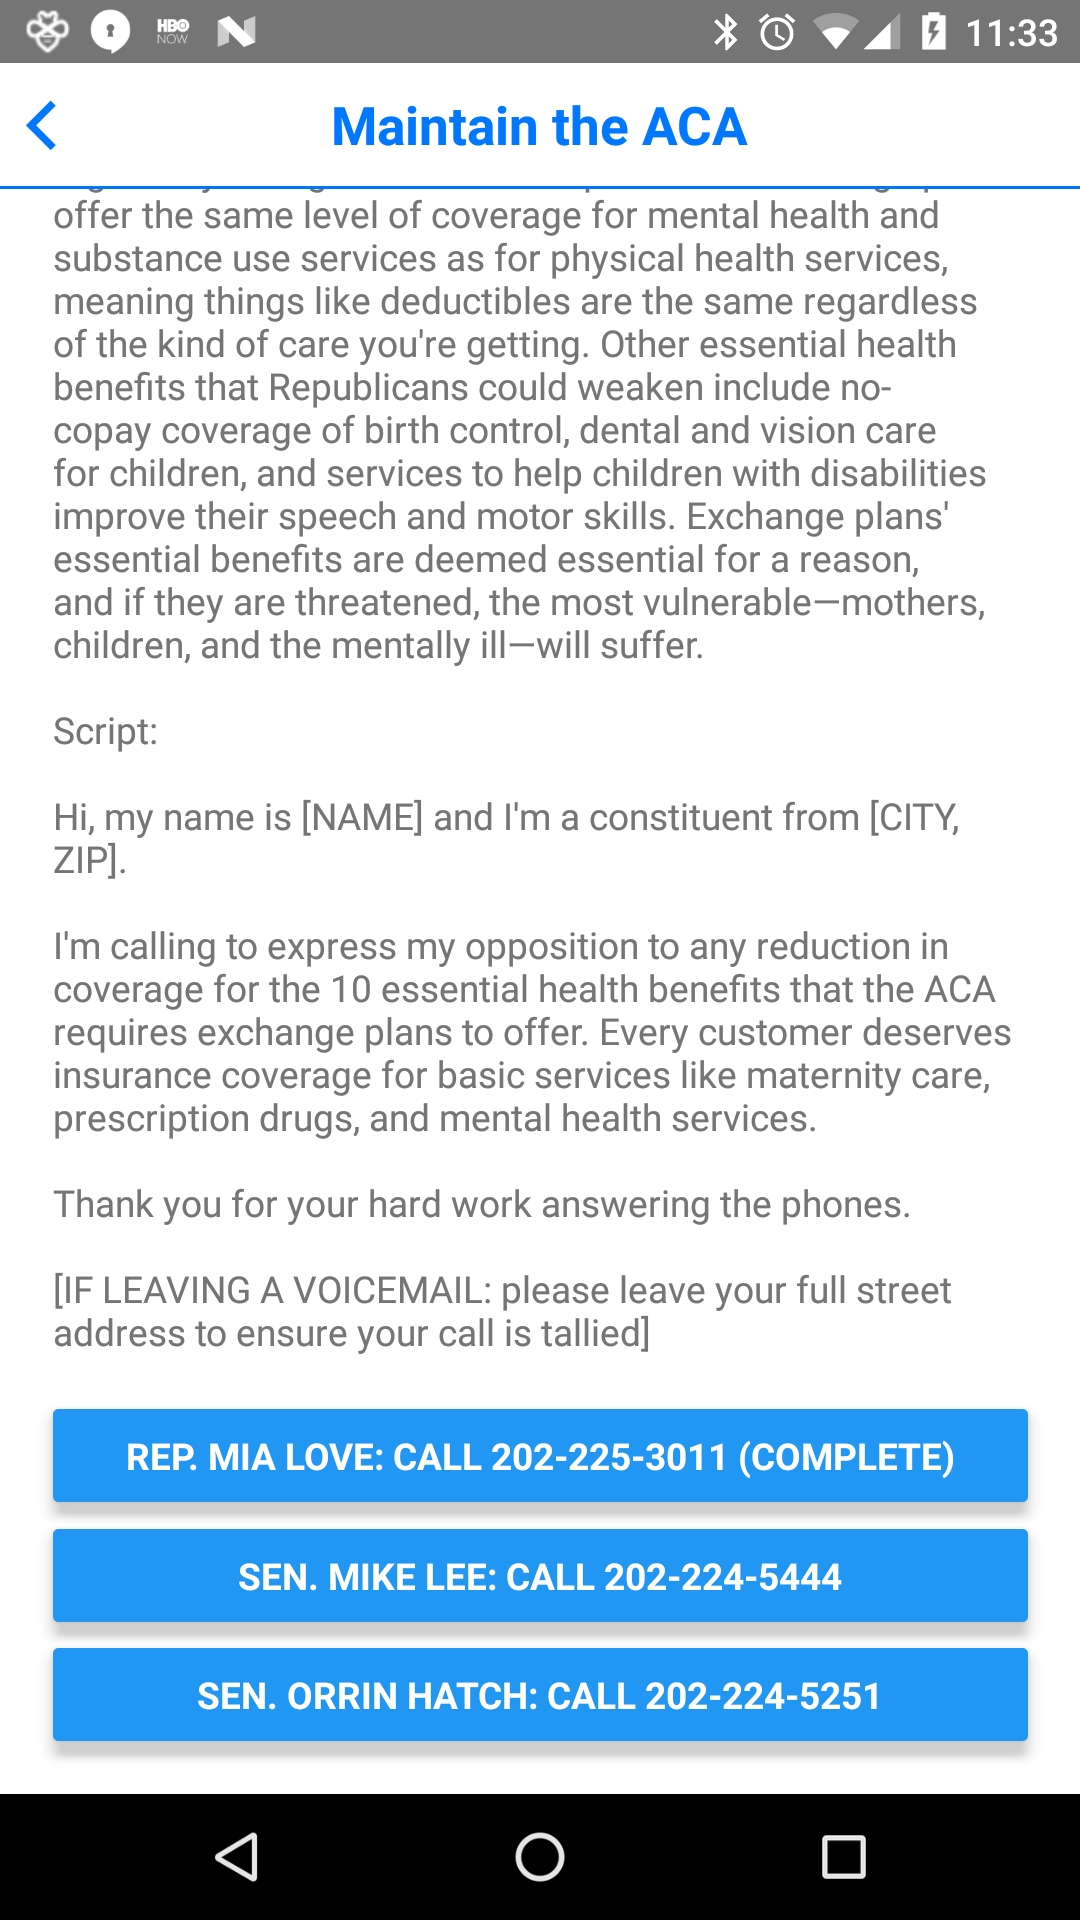 HBO
NOW
11:33
Maintain the ACA
offer the same level of coverage for mental health and
substance use services as for physical health services,
meaning things like deductibles are the same regardless
of the kind of care you're getting. Other essential health
benefits that Republicans could weaken include no-
copay coverage of birth control, dental and vision care
for children, and services to help children with disabilities
improve their speech and motor skills. Exchange plans'
essential benefits are deemed essential for a reason,
and if they are threatened, the most vulnerable—mothers,
children, and the mentally ill—will suffer.
Script:
Hi, my name is [NAME] and I'm a constituent from [CITY,
ZIP].
I'm calling to express my opposition to any reduction in
coverage for the 10 essential health benefits that the ACA
requires exchange plans to offer. Every customer deserves
insurance coverage for basic services like maternity care,
prescription drugs, and mental health services.
Thank you for your hard work answering the phones.
[IF LEAVING A VOICEMAIL: please leave your full street
address to ensure your call is tallied]
REP. MIA LOVE: CALL 202-225-3011 (COMPLETE)
SEN. MIKE LEE: CALL 202-224-5444
SEN. ORRIN HATCH: CALL 202-224-5251